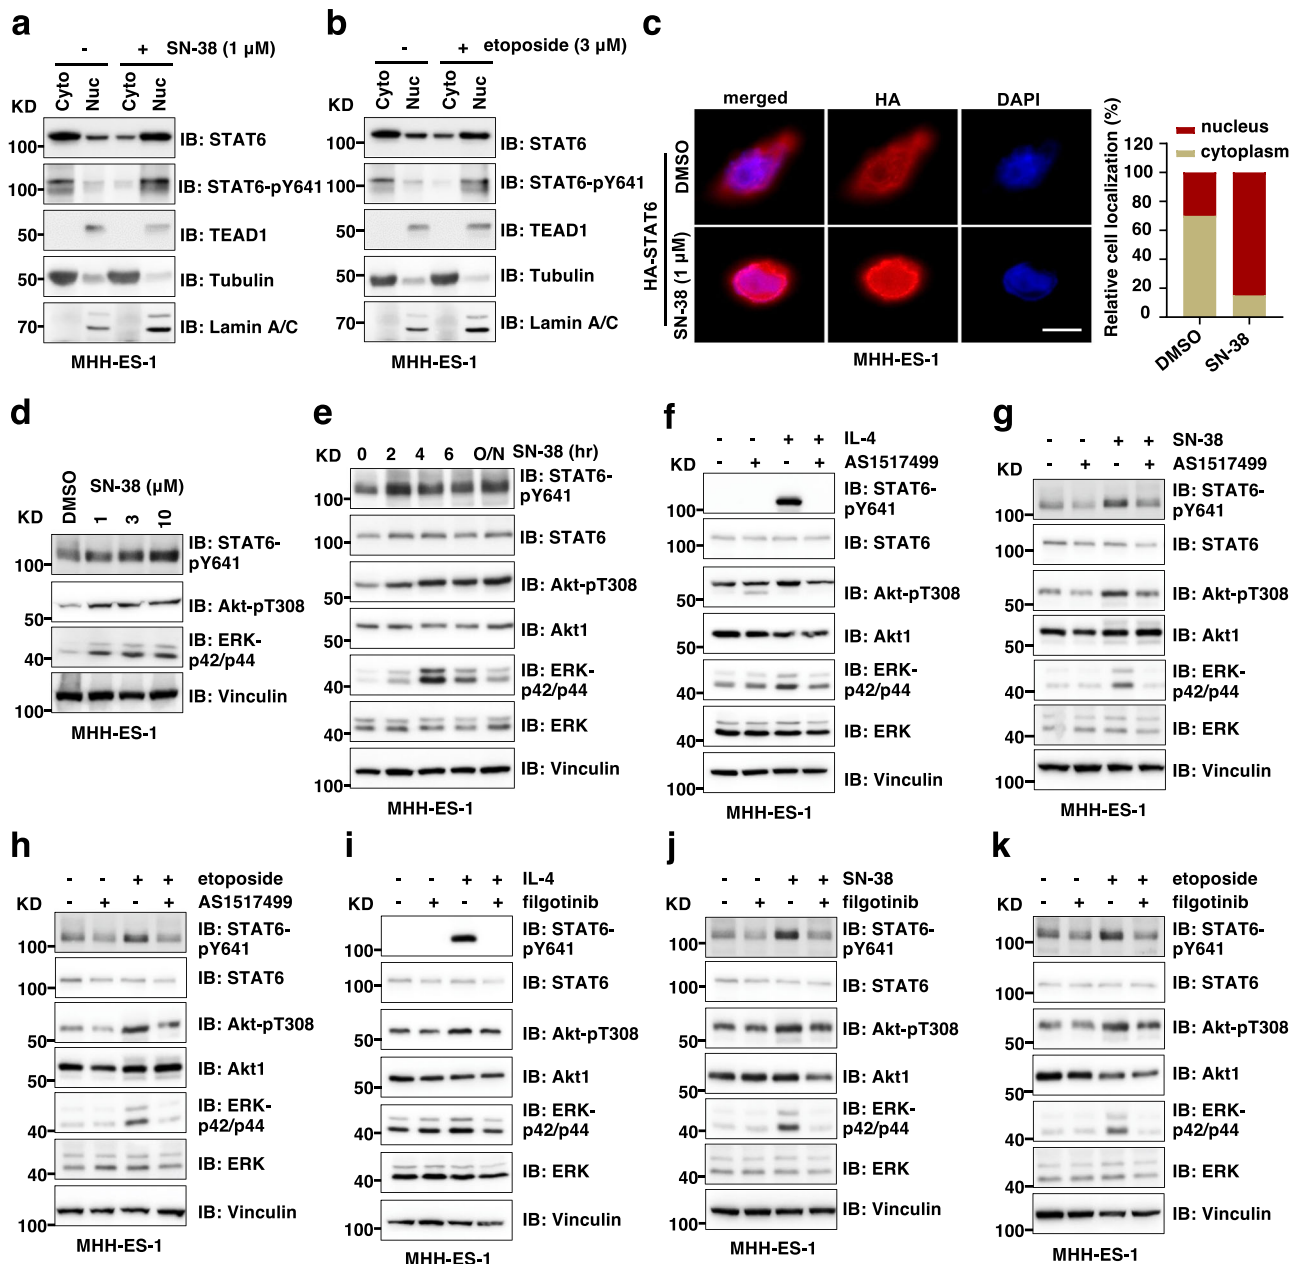 a
- + SN-38 (1 µM)
Cyto Nuc Cyto Nuc
KD
100 IB: STAT6
100 IB: STAT6-pY641
50 IB: TEAD1
50 IB: Tubulin
70 IB: Lamin A/C
MHH-ES-1
b
- + etoposide (3 µM)
Cyto Nuc Cyto Nuc
KD
100 IB: STAT6
100 IB: STAT6-pY641
50 IB: TEAD1
50 IB: Tubulin
70 IB: Lamin A/C
MHH-ES-1
c
merged HA DAPI
HA-STAT6
DMSO
SN-38 (1 µM)
MHH-ES-1
Relative cell localization (%)
nucleus
cytoplasm
120
100
80
60
40
20
0
DMSO SN-38
d
DMSO SN-38 (µM)
1 3 10
KD
100 IB: STAT6-
pY641
50 IB: Akt-pT308
40 IB: ERK-
p42/p44
100 IB: Vinculin
MHH-ES-1
e
KD 0 2 4 6 O/N SN-38 (hr)
100 IB: STAT6-
pY641
100 IB: STAT6
50 IB: Akt-pT308
50 IB: Akt1
40 IB: ERK-
p42/p44
40 IB: ERK
100 IB: Vinculin
MHH-ES-1
f
- - + + IL-4
- + - + AS1517499
KD
100 IB: STAT6-
pY641
100 IB: STAT6
50 IB: Akt-pT308
50 IB: Akt1
40 IB: ERK-
p42/p44
40 IB: ERK
100 IB: Vinculin
MHH-ES-1
g
- - + + SN-38
- + - + AS1517499
KD
100 IB: STAT6-
pY641
100 IB: STAT6
50 IB: Akt-pT308
50 IB: Akt1
40 IB: ERK-
p42/p44
40 IB: ERK
100 IB: Vinculin
MHH-ES-1
h
- - + + etoposide
- + - + AS1517499
KD
100 IB: STAT6-
pY641
100 IB: STAT6
50 IB: Akt-pT308
50 IB: Akt1
40 IB: ERK-
p42/p44
40 IB: ERK
100 IB: Vinculin
MHH-ES-1
i
- - + + IL-4
- + - + filgotinib
KD
100 IB: STAT6-
pY641
100 IB: STAT6
50 IB: Akt-pT308
50 IB: Akt1
40 IB: ERK-
p42/p44
40 IB: ERK
100 IB: Vinculin
MHH-ES-1
j
- - + + SN-38
- + - + filgotinib
KD
100 IB: STAT6-
pY641
100 IB: STAT6
50 IB: Akt-pT308
50 IB: Akt1
40 IB: ERK-
p42/p44
40 IB: ERK
100 IB: Vinculin
MHH-ES-1
k
- - + + etoposide
- + - + filgotinib
KD
100 IB: STAT6-
pY641
100 IB: STAT6
50 IB: Akt-pT308
50 IB: Akt1
40 IB: ERK-
p42/p44
40 IB: ERK
100 IB: Vinculin
MHH-ES-1